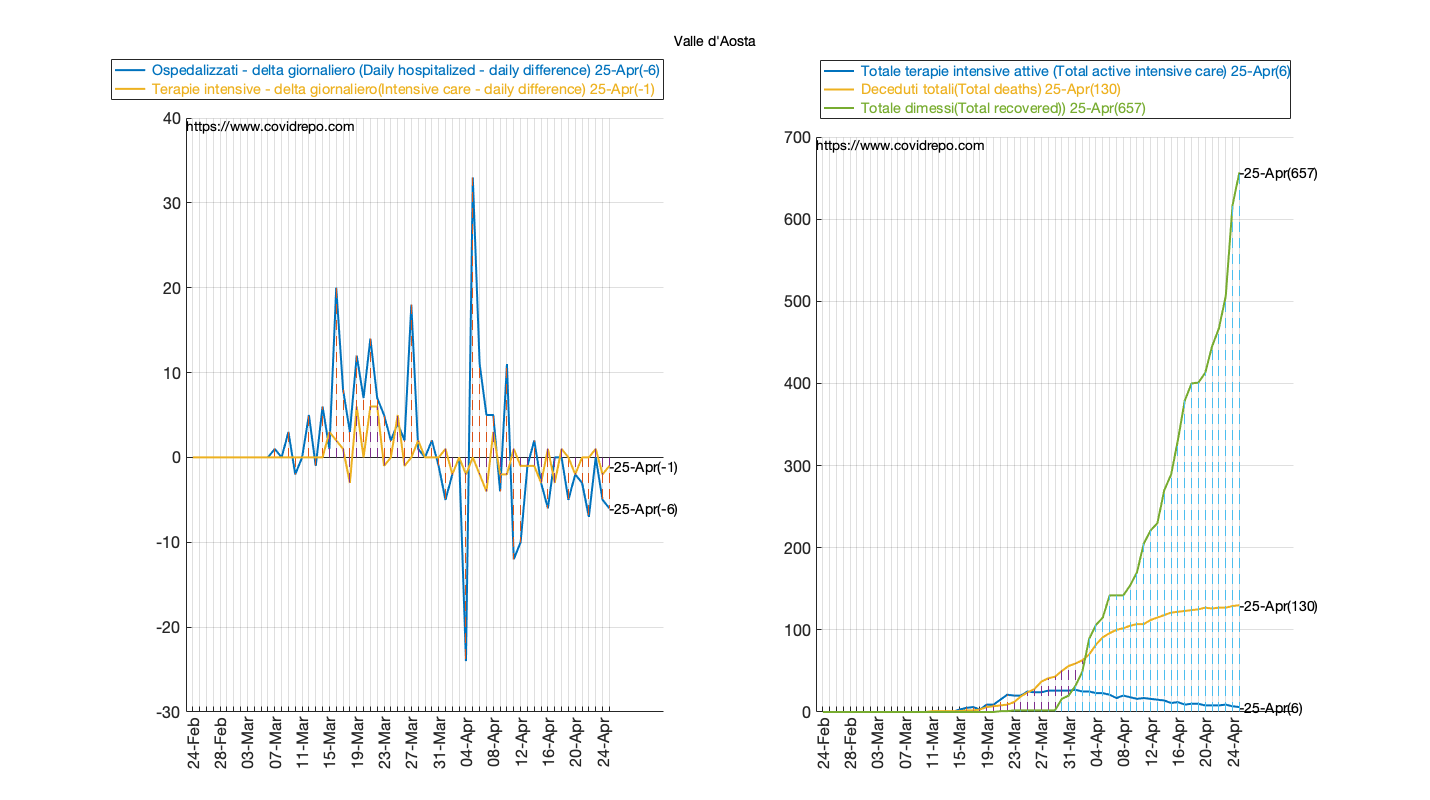 Valle d'Aosta
Ospedalizzati - delta giornaliero (Daily hospitalized - daily difference) 25-Apr(-6)
Terapie intensive - delta giornaliero(Intensive care - daily difference) 25-Apr(-1)
https://www.covidrepo.com
40
30
20
10
0
-10
-20
-30
-25-Apr(-1)
-25-Apr(-6)
24-Feb
28-Feb
03-Mar
07-Mar
11-Mar
15-Mar
19-Mar
23-Mar
27-Mar
31-Mar
04-Apr
08-Apr
12-Apr
16-Apr
20-Apr
24-Apr
Totale terapie intensive attive (Total active intensive care) 25-Apr(6)
Deceduti totali(Total deaths) 25-Apr(130)
Totale dimessi(Total recovered)) 25-Apr(657)
https://www.covidrepo.com
700
600
500
400
300
200
100
0
-25-Apr(657)
-25-Apr(130)
-25-Apr(6)
24-Feb
28-Feb
03-Mar
07-Mar
11-Mar
15-Mar
19-Mar
23-Mar
27-Mar
31-Mar
04-Apr
08-Apr
12-Apr
16-Apr
20-Apr
24-Apr